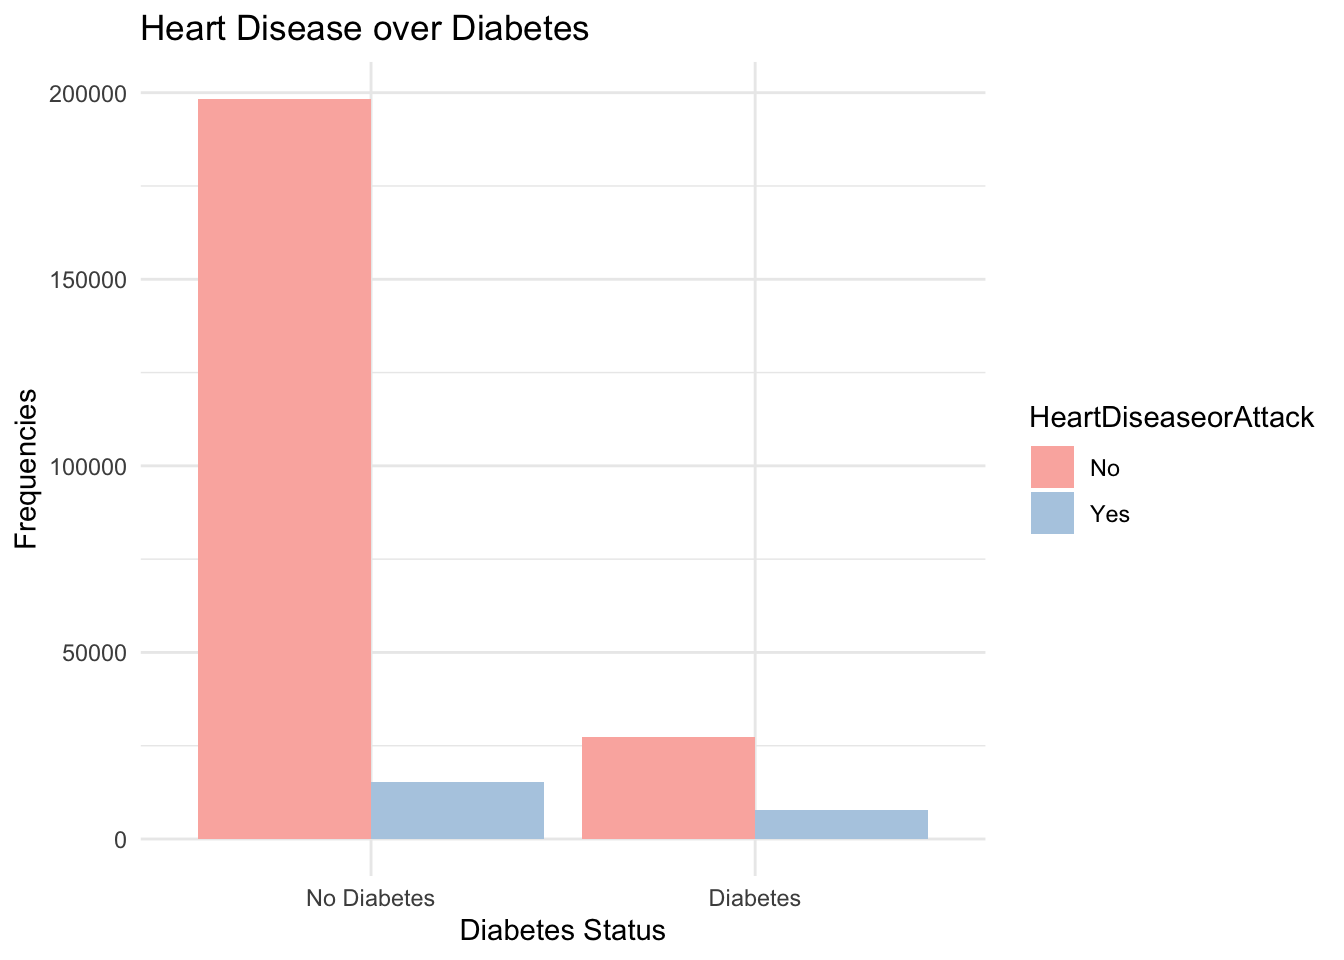 Heart Disease over Diabetes
200000
150000
100000
50000
0
Frequencies
No Diabetes
Diabetes
Diabetes Status
HeartDiseaseorAttack
No
Yes